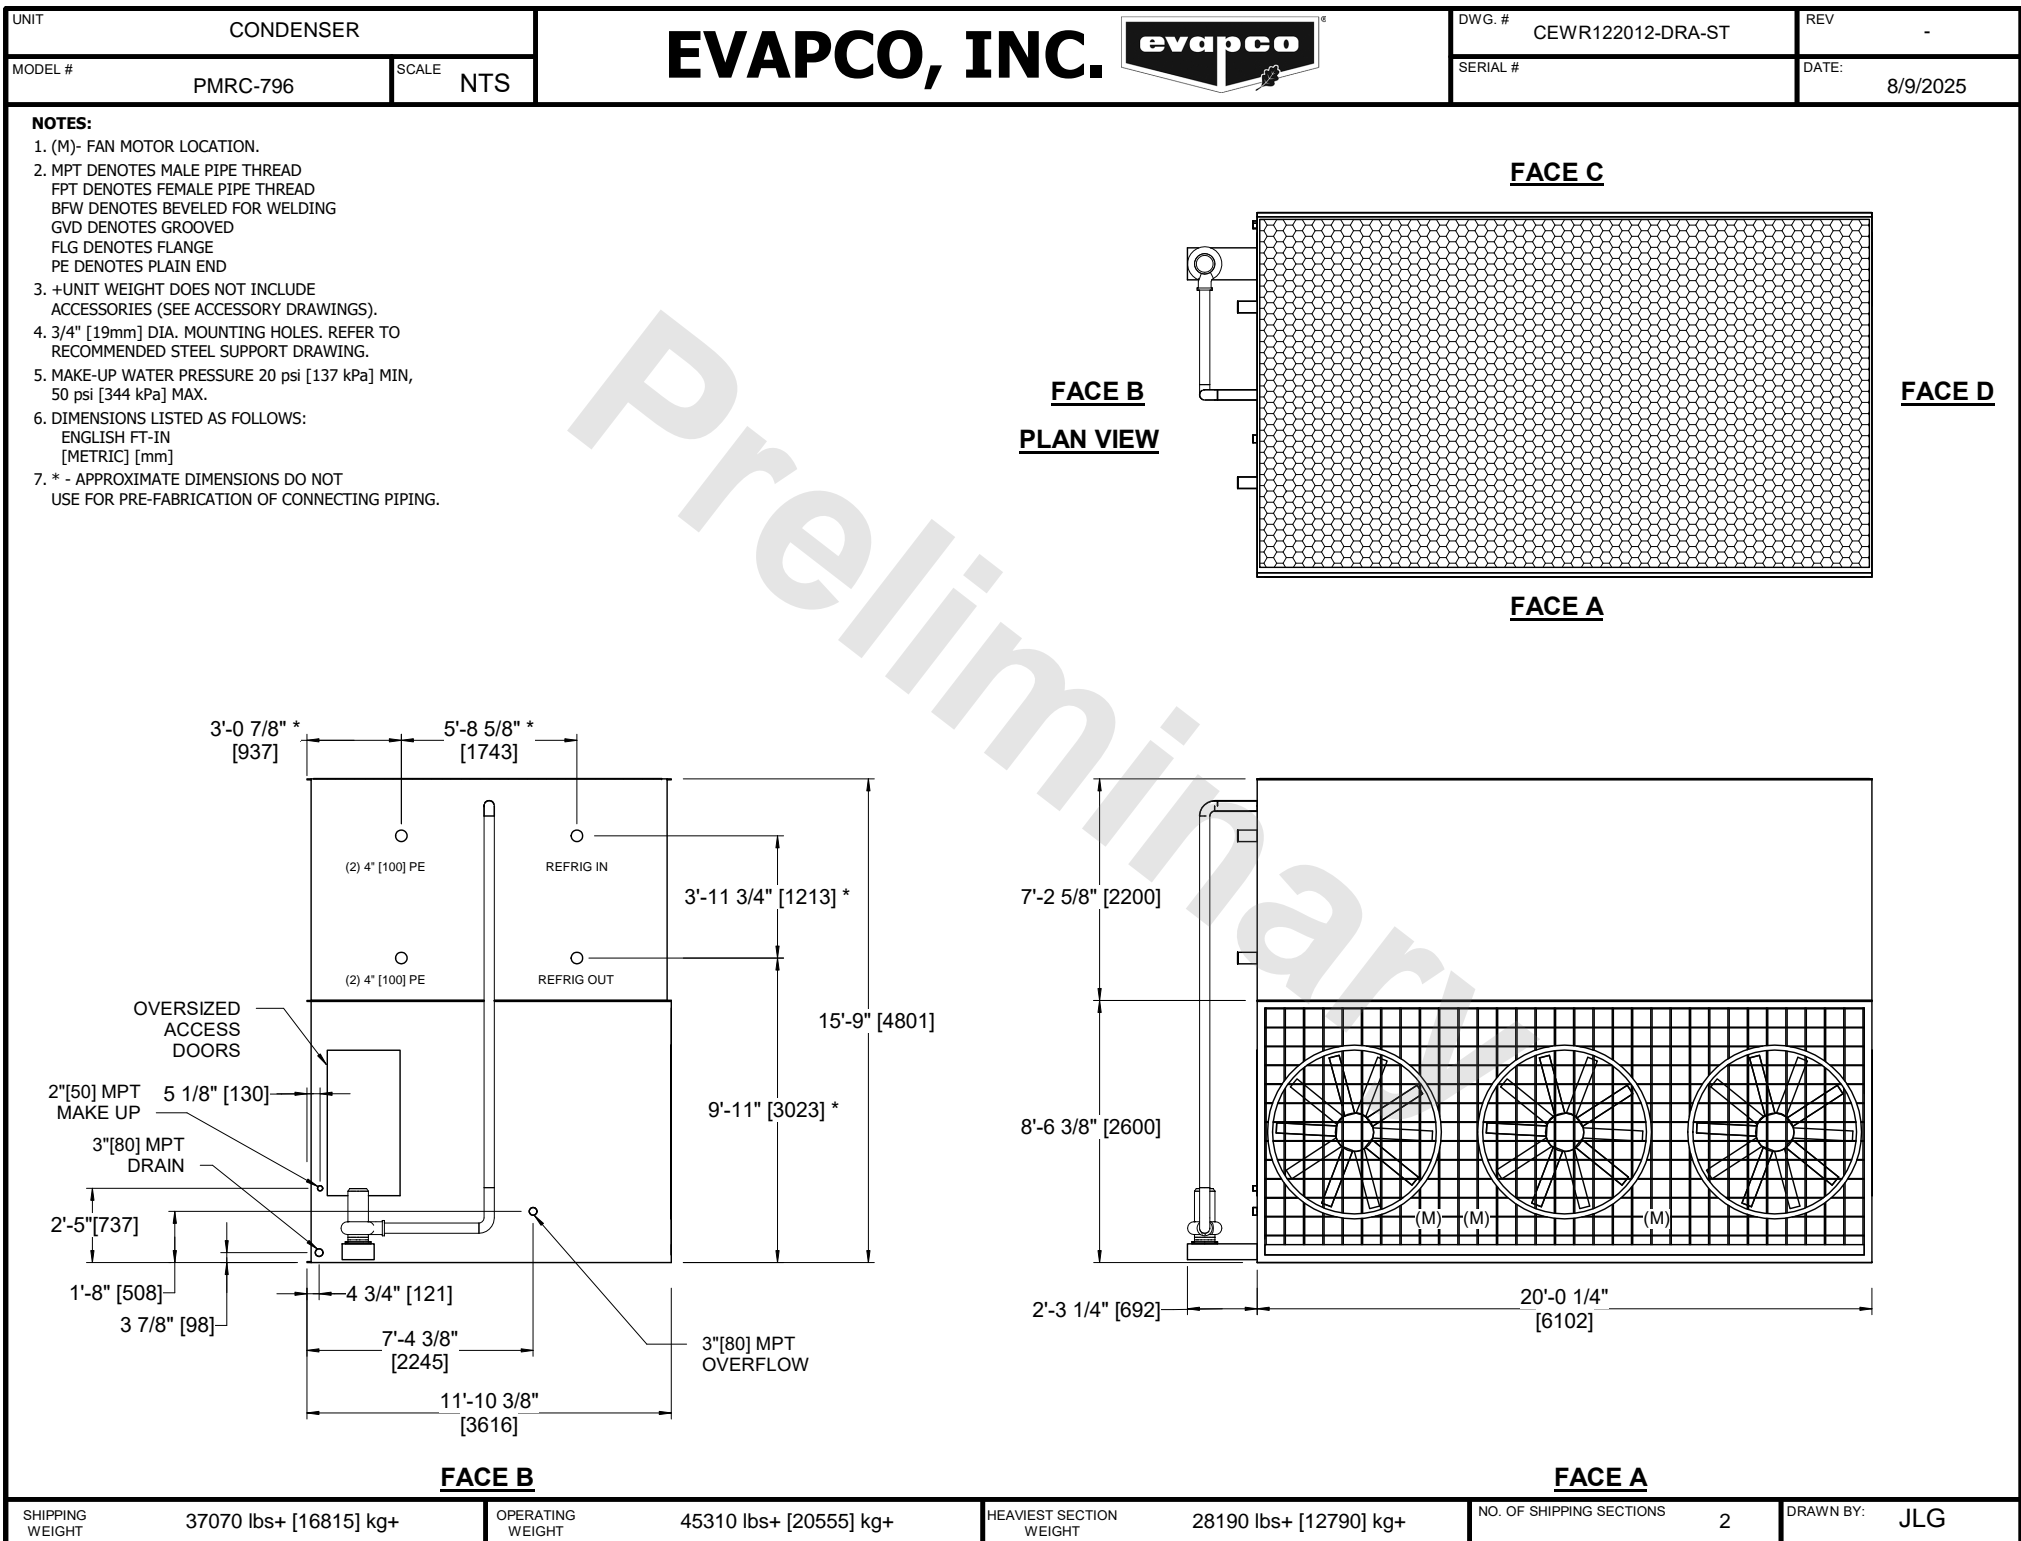 UNIT
CONDENSER
MODEL #
PMRC-796
SCALE
NTS
EVAPCO, INC.
evapco
®
DWG. #
CEWR122012-DRA-ST
REV
-
SERIAL #
DATE:
8/9/2025
NOTES:
1. (M)- FAN MOTOR LOCATION.
2. MPT DENOTES MALE PIPE THREAD
FPT DENOTES FEMALE PIPE THREAD
BFW DENOTES BEVELED FOR WELDING
GVD DENOTES GROOVED
FLG DENOTES FLANGE
PE DENOTES PLAIN END
3. +UNIT WEIGHT DOES NOT INCLUDE
ACCESSORIES (SEE ACCESSORY DRAWINGS).
4. 3/4" [19mm] DIA. MOUNTING HOLES. REFER TO
RECOMMENDED STEEL SUPPORT DRAWING.
5. MAKE-UP WATER PRESSURE 20 psi [137 kPa] MIN,
50 psi [344 kPa] MAX.
6. DIMENSIONS LISTED AS FOLLOWS:
ENGLISH FT-IN
[METRIC] [mm]
7. * - APPROXIMATE DIMENSIONS DO NOT
USE FOR PRE-FABRICATION OF CONNECTING PIPING.
FACE C
FACE B
PLAN VIEW
FACE D
FACE A
Preliminary
3'-0 7/8" *
[937]
5'-8 5/8" *
[1743]
(2) 4" [100] PE
REFRIG IN
3'-11 3/4" [1213] *
(2) 4" [100] PE
REFRIG OUT
OVERSIZED
ACCESS
DOORS
15'-9" [4801]
2"[50] MPT
MAKE UP
5 1/8" [130]
9'-11" [3023] *
3"[80] MPT
DRAIN
2'-5"[737]
1'-8" [508]
4 3/4" [121]
3 7/8" [98]
7'-4 3/8"
[2245]
3"[80] MPT
OVERFLOW
11'-10 3/8"
[3616]
FACE B
7'-2 5/8" [2200]
8'-6 3/8" [2600]
(M)
(M)
(M)
2'-3 1/4" [692]
20'-0 1/4"
[6102]
FACE A
SHIPPING
WEIGHT
37070 lbs+ [16815] kg+
OPERATING
WEIGHT
45310 lbs+ [20555] kg+
HEAVIEST SECTION
WEIGHT
28190 lbs+ [12790] kg+
NO. OF SHIPPING SECTIONS
2
DRAWN BY:
JLG